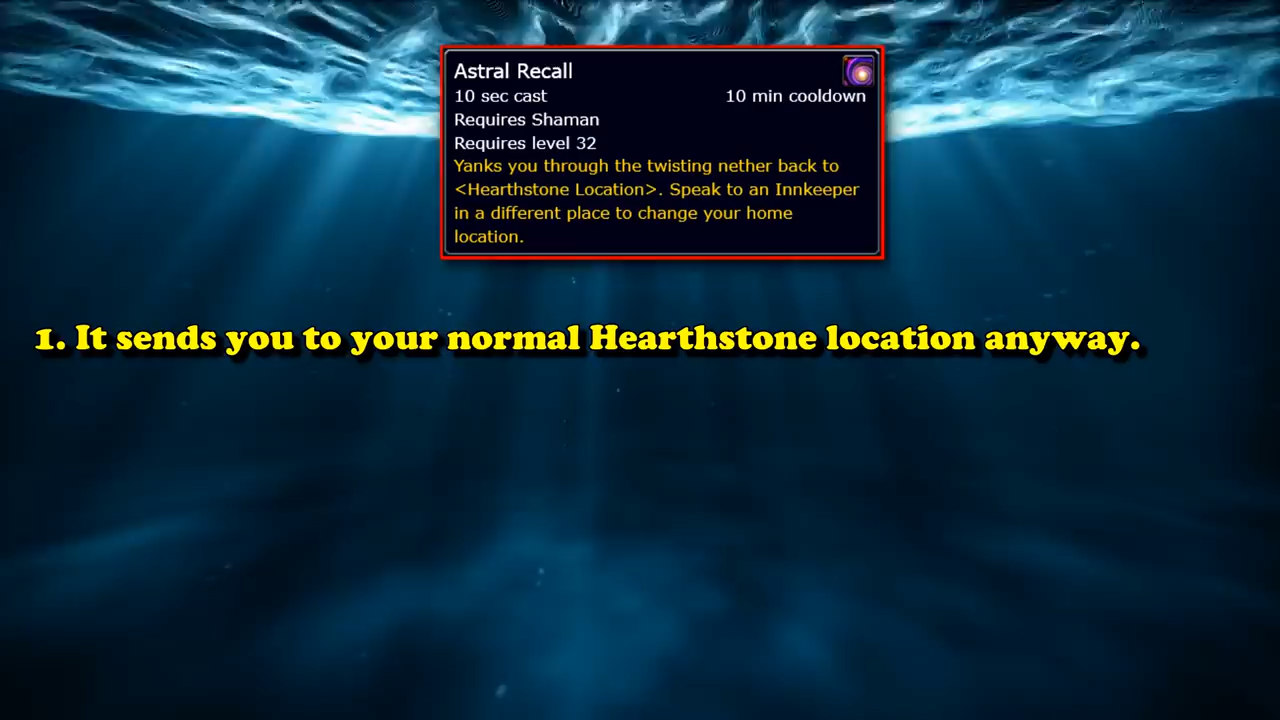 Astral Recall
10 sec cast 10 min cooldown
Requires Shaman
Requires level 32
Yanks you through the twisting nether back to
<Hearthstone Location>. Speak to an Innkeeper
in a different place to change your home
location.
1. It sends you to your normal Hearthstone location anyway.